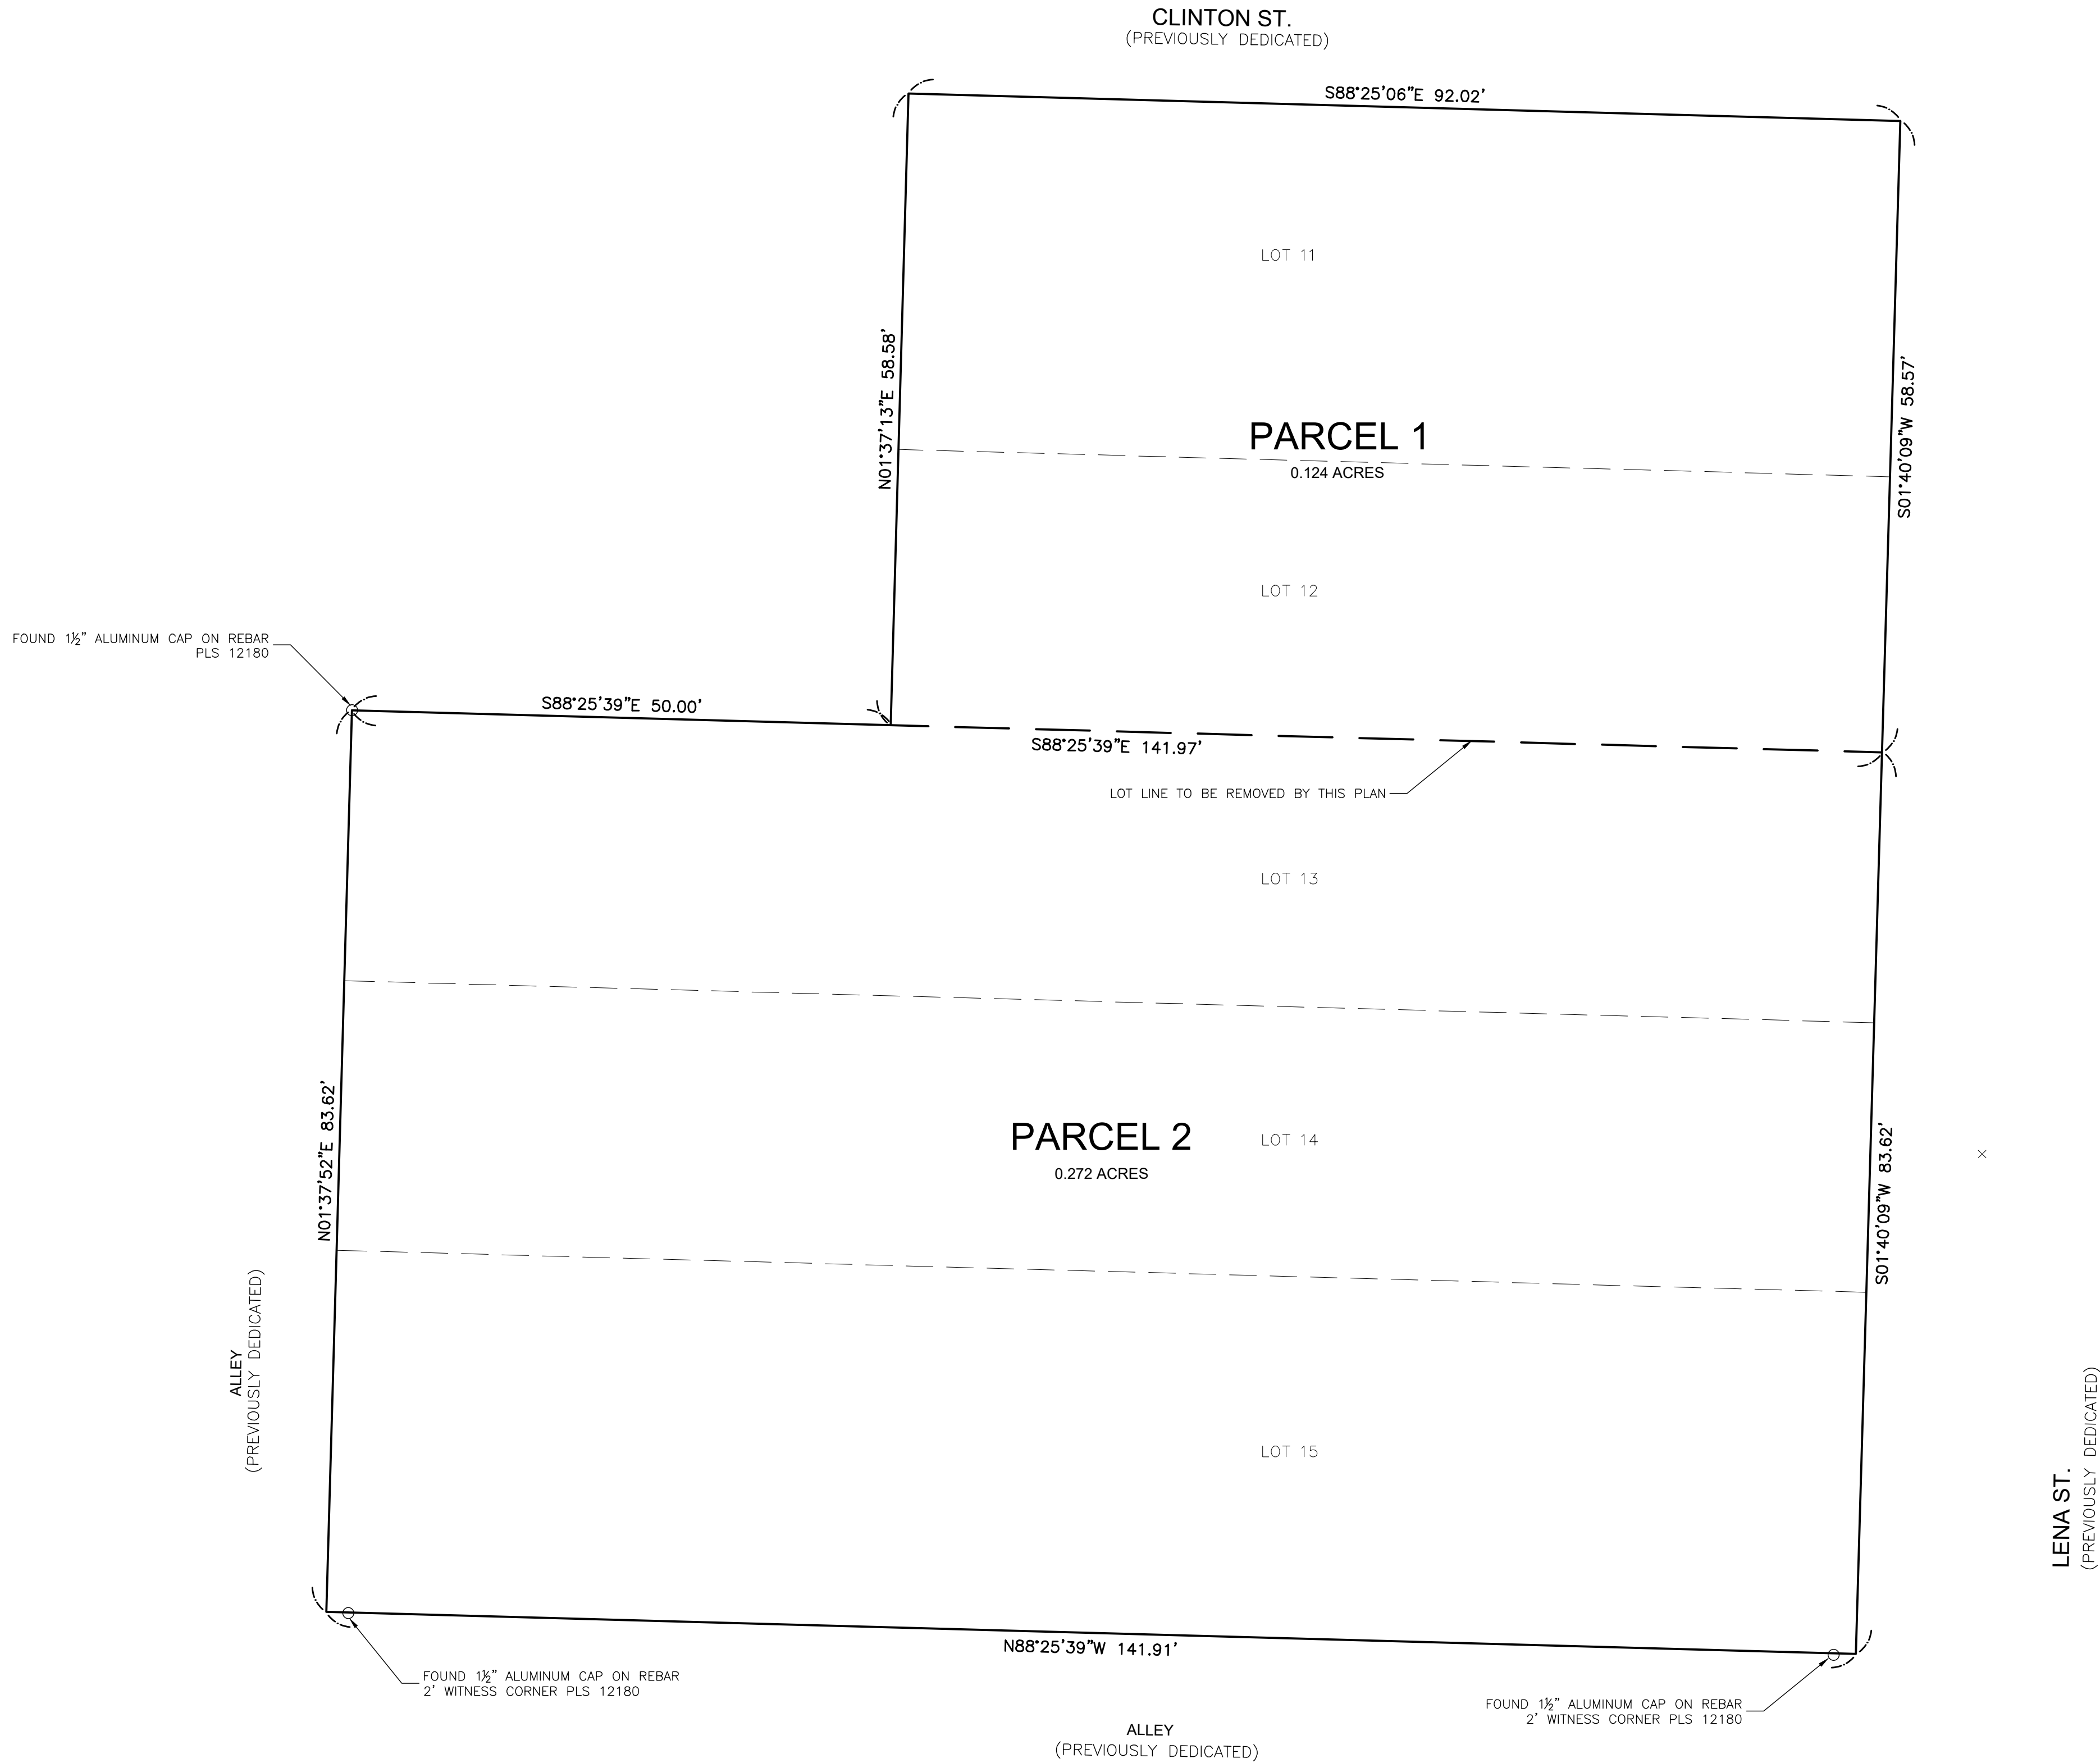 CLINTON ST.
(PREVIOUSLY DEDICATED)
S88°25'06"E 92.02'
LOT 11
N01°37'13"E 58.58'
S01°40'09"W 58.57'
PARCEL 1
0.124 ACRES
LOT 12
FOUND 1½" ALUMINUM CAP ON REBAR
PLS 12180
S88°25'39"E 50.00'
S88°25'39"E 141.97'
LOT LINE TO BE REMOVED BY THIS PLAN
LOT 13
N01°37'52"E 83.62'
PARCEL 2
0.272 ACRES
LOT 14
S01°40'09"W 83.62'
ALLEY
(PREVIOUSLY DEDICATED)
LENA ST.
(PREVIOUSLY DEDICATED)
LOT 15
N88°25'39"W 141.91'
FOUND 1½" ALUMINUM CAP ON REBAR
2' WITNESS CORNER PLS 12180
FOUND 1½" ALUMINUM CAP ON REBAR
2' WITNESS CORNER PLS 12180
ALLEY
(PREVIOUSLY DEDICATED)